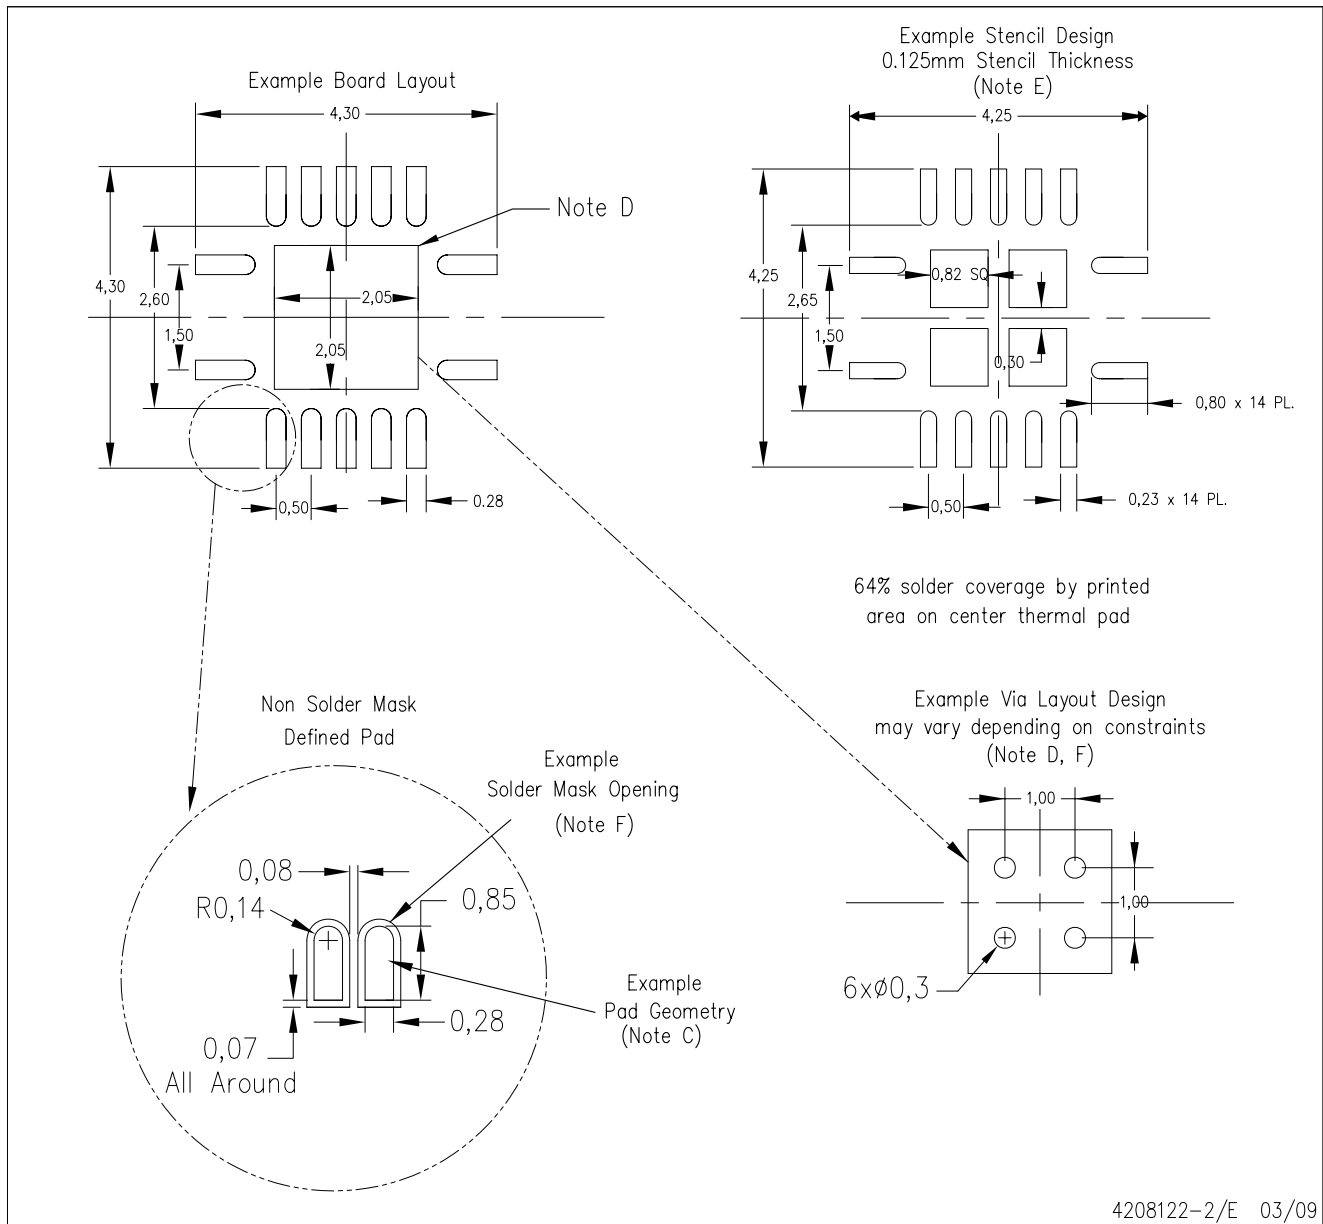 Example Board Layout
4,30
Note D
4,30
2,60
1,50
2,05
2,05
0,50
0.28
Example Stencil Design
0.125mm Stencil Thickness
(Note E)
4,25
4,25
2,65
1,50
0,82 SQ
0,30
0,80 x 14 PL.
0,50
0,23 x 14 PL.
64% solder coverage by printed
area on center thermal pad
Non Solder Mask
Defined Pad
Example
Solder Mask Opening
(Note F)
0,08
R0,14
0,85
0,28
0,07
All Around
Example
Pad Geometry
(Note C)
Example Via Layout Design
may vary depending on constraints
(Note D, F)
1,00
1,00
6xø0,3
4208122-2/E 03/09